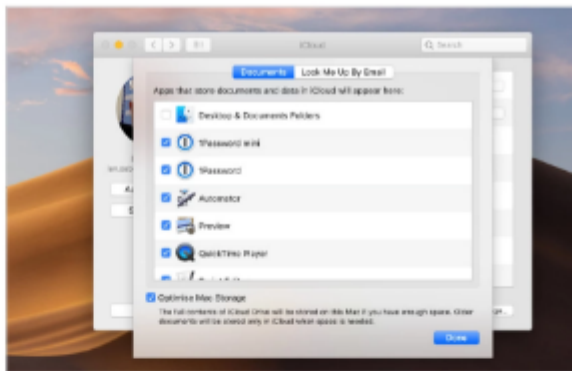 iCloud
Search
Documents
Look Me Up By Email
Apps that store documents and data in iCloud will appear here:
Desktop & Documents Folders
1Password mini
1Password
Automator
Preview
QuickTime Player
Script Editor
Optimise Mac Storage
The full contents of iCloud Drive will be stored on this Mac if you have enough space. Older
documents will be stored only in iCloud when space is needed.
Done